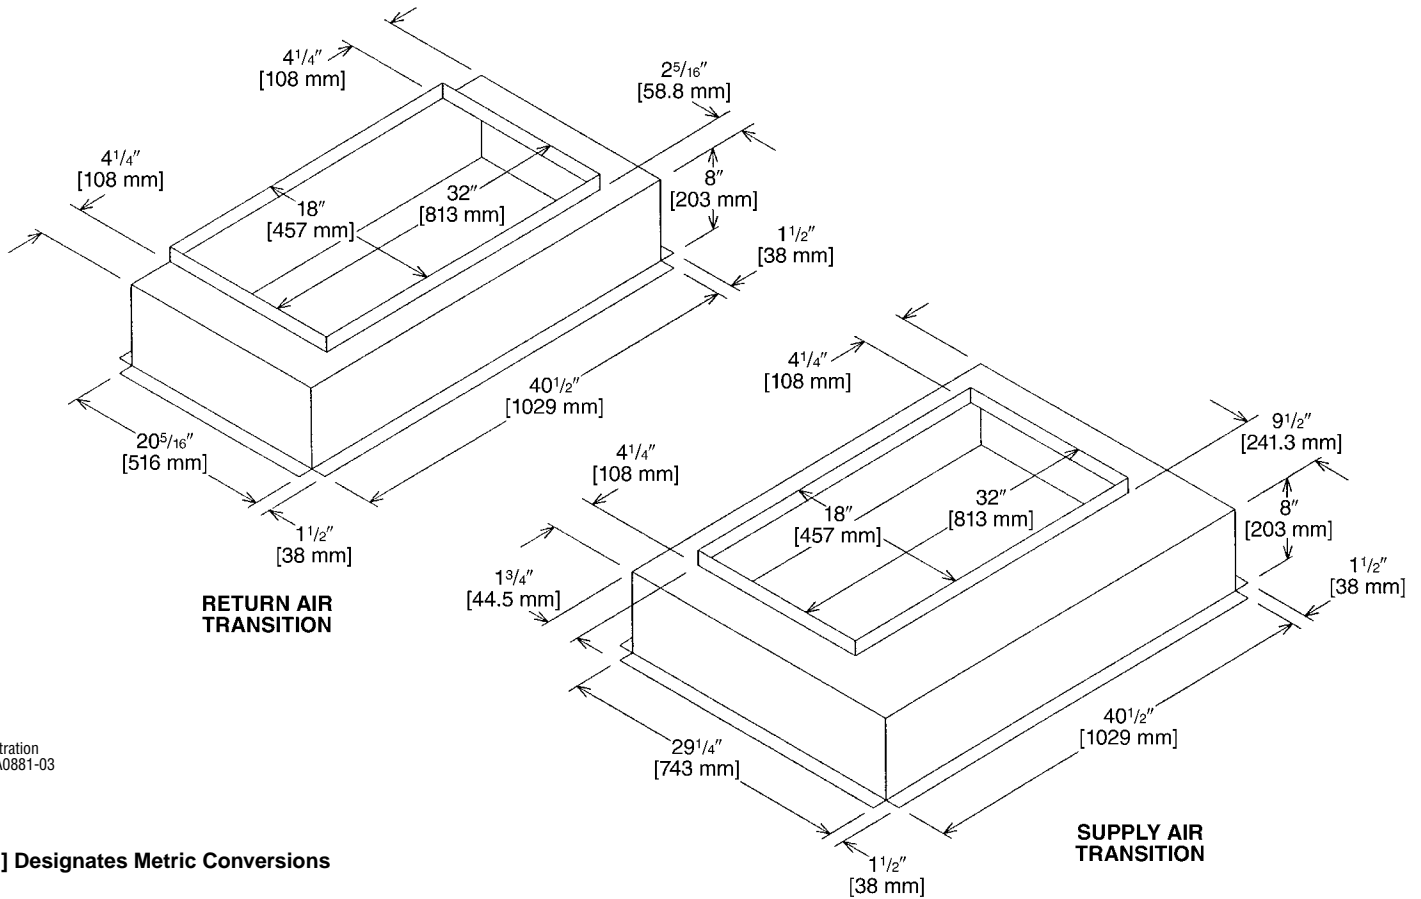 4 1/4"
[108 mm]
2 5/16"
[58.8 mm]
4 1/4"
[108 mm]
18"
[457 mm]
32"
[813 mm]
8"
[203 mm]
1 1/2"
[38 mm]
40 1/2"
[1029 mm]
20 5/16"
[516 mm]
1 1/2"
[38 mm]
RETURN AIR
TRANSITION
4 1/4"
[108 mm]
9 1/2"
[241.3 mm]
4 1/4"
[108 mm]
18"
[457 mm]
32"
[813 mm]
8"
[203 mm]
1 1/2"
[38 mm]
1 3/4"
[44.5 mm]
40 1/2"
[1029 mm]
29 1/4"
[743 mm]
1 1/2"
[38 mm]
SUPPLY AIR
TRANSITION
tration
A0881-03
] Designates Metric Conversions